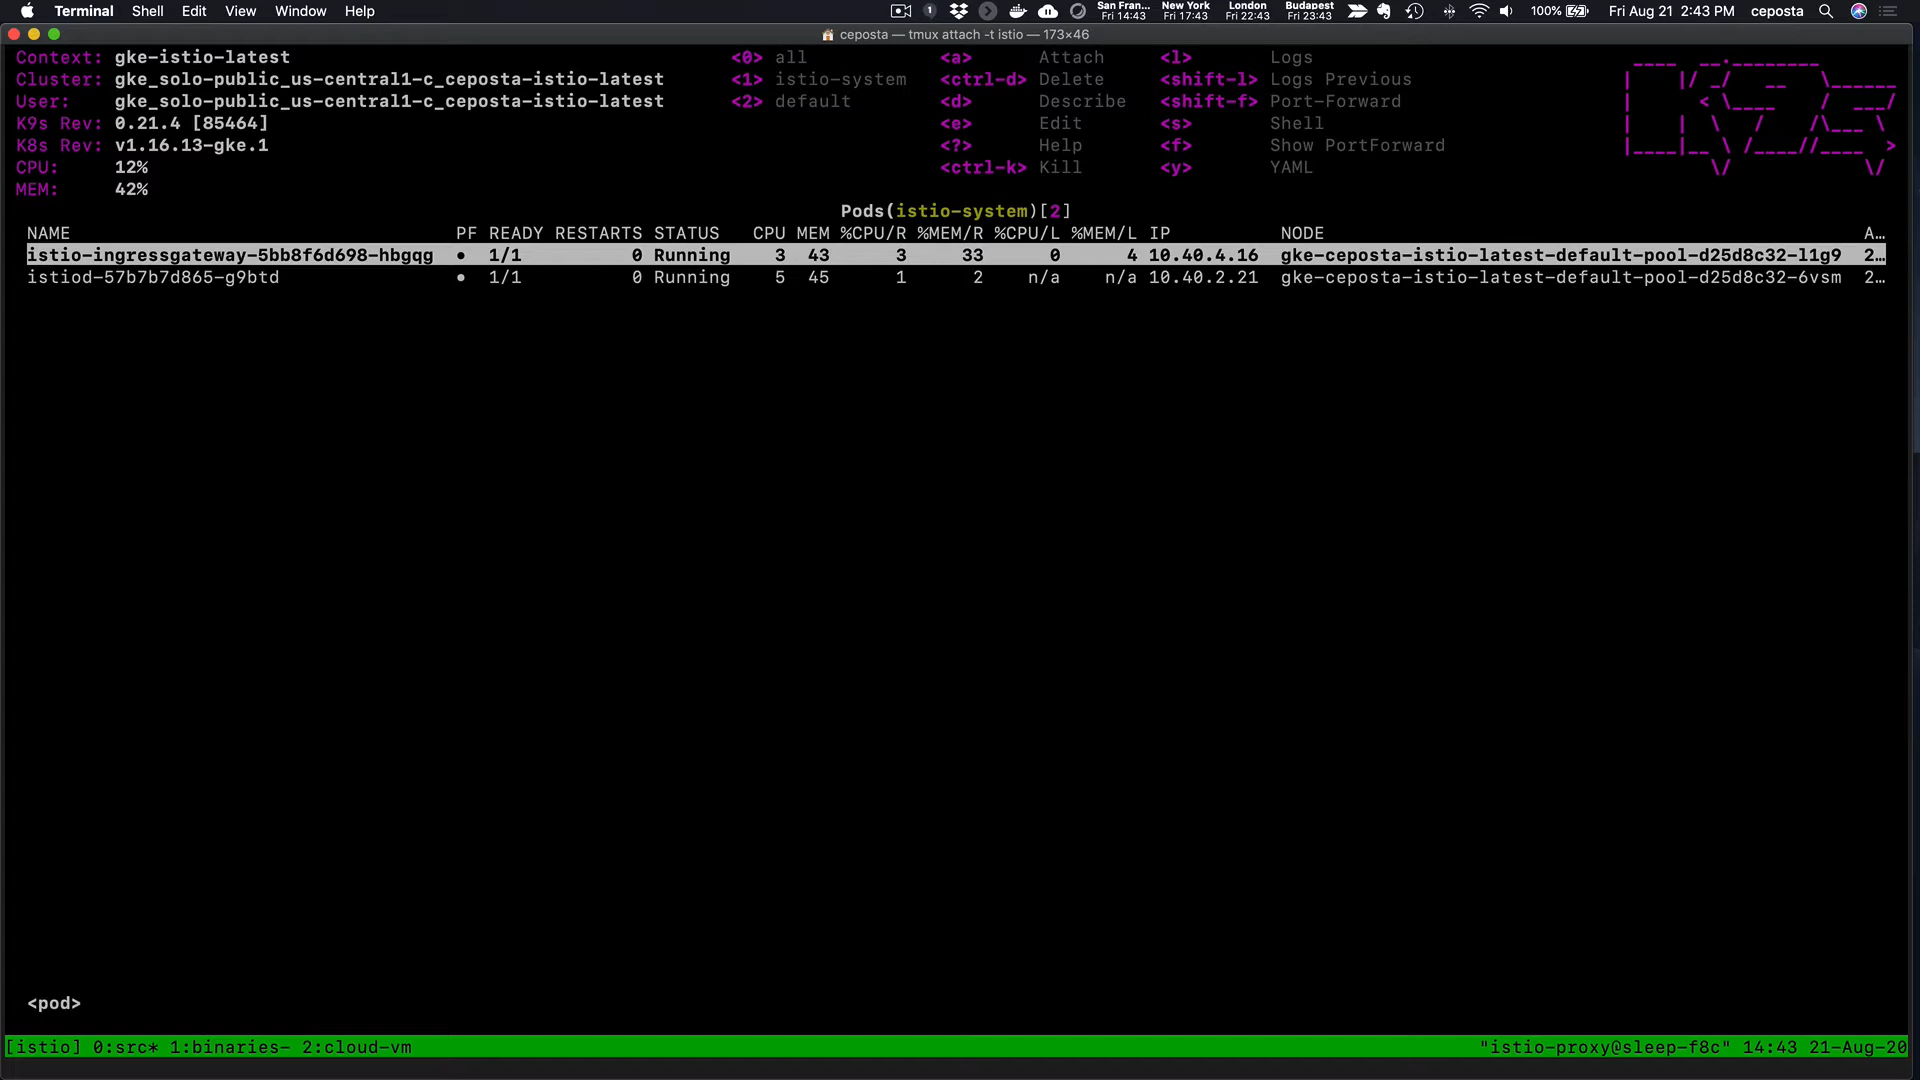 Terminal Shell Edit View Window Help San Fran... Fri 14:43 New York Fri 17:43 London Fri 22:43 Budapest Fri 23:43 100% Fri Aug 21 2:43 PM ceposta
ceposta — tmux attach -t istio — 173×46
Context: gke-istio-latest <0> all <a> Attach <l> Logs
Cluster: gke_solo-public_us-central1-c_ceposta-istio-latest <1> istio-system <ctrl-d> Delete <shift-l> Logs Previous
User: gke_solo-public_us-central1-c_ceposta-istio-latest <2> default <d> Describe <shift-f> Port-Forward
K9s Rev: 0.21.4 [85464] <e> Edit <s> Shell
K8s Rev: v1.16.13-gke.1 <?> Help <f> Show PortForward
CPU: 12% <ctrl-k> Kill <y> YAML
MEM: 42%
Pods(istio-system)[2]
NAME PF READY RESTARTS STATUS CPU MEM %CPU/R %MEM/R %CPU/L %MEM/L IP NODE A…
istio-ingressgateway-5bb8f6d698-hbgqg ● 1/1 0 Running 3 43 3 33 0 4 10.40.4.16 gke-ceposta-istio-latest-default-pool-d25d8c32-l1g9 2…
istiod-57b7b7d865-g9btd ● 1/1 0 Running 5 45 1 2 n/a n/a 10.40.2.21 gke-ceposta-istio-latest-default-pool-d25d8c32-6vsm 2…
<pod>
[istio] 0:src* 1:binaries- 2:cloud-vm "istio-proxy@sleep-f8c" 14:43 21-Aug-20